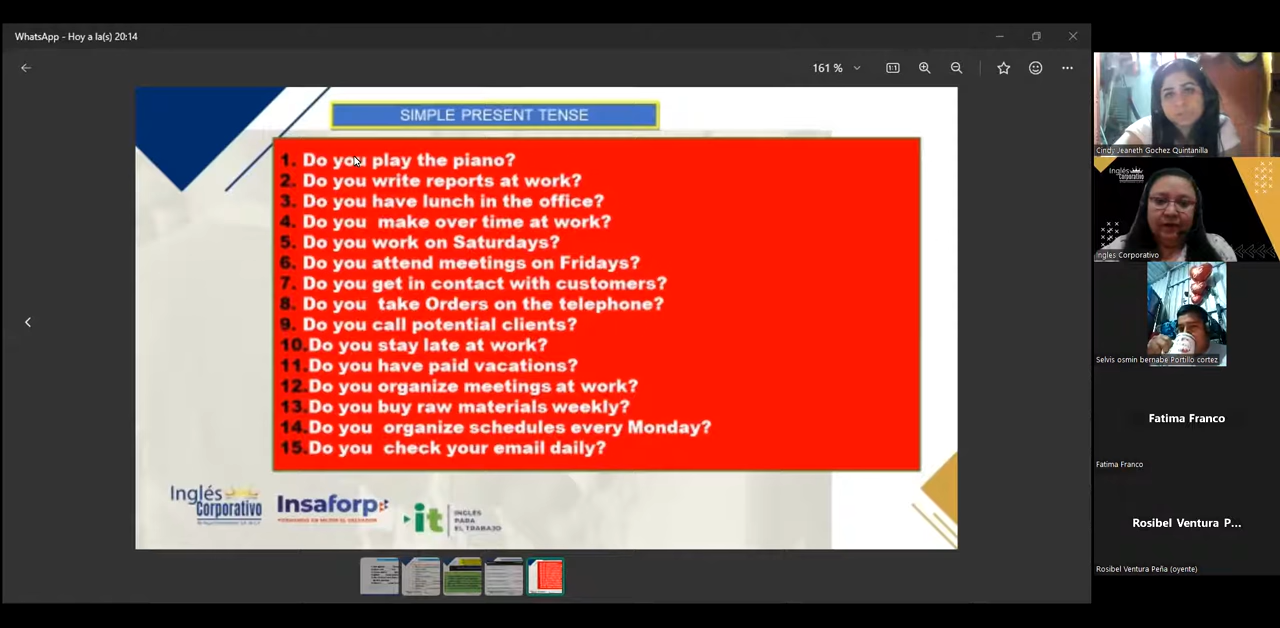 WhatsApp - Hoy a la(s) 20:14
161 %
SIMPLE PRESENT TENSE
1. Do you play the piano?
2. Do you write reports at work?
3. Do you have lunch in the office?
4. Do you  make over time at work?
5. Do you work on Saturdays?
6. Do you attend meetings on Fridays?
7. Do you get in contact with customers?
8. Do you  take Orders on the telephone?
9. Do you call potential clients?
10.Do you stay late at work?
11.Do you have paid vacations?
12.Do you organize meetings at work?
13.Do you buy raw materials weekly?
14.Do you  organize schedules every Monday?
15.Do you  check your email daily?
Inglés
Corporativo
Insaforp
it
INGLÉS
PARA
EL TRABAJO
Cindy Jeaneth Gochez Quintanilla
Inglés
Corporativo
Ingles Corporativo
Selvis osmin bernabe Portillo cortez
Fatima Franco
Fatima Franco
Rosibel Ventura P...
Rosibel Ventura Peña (oyente)